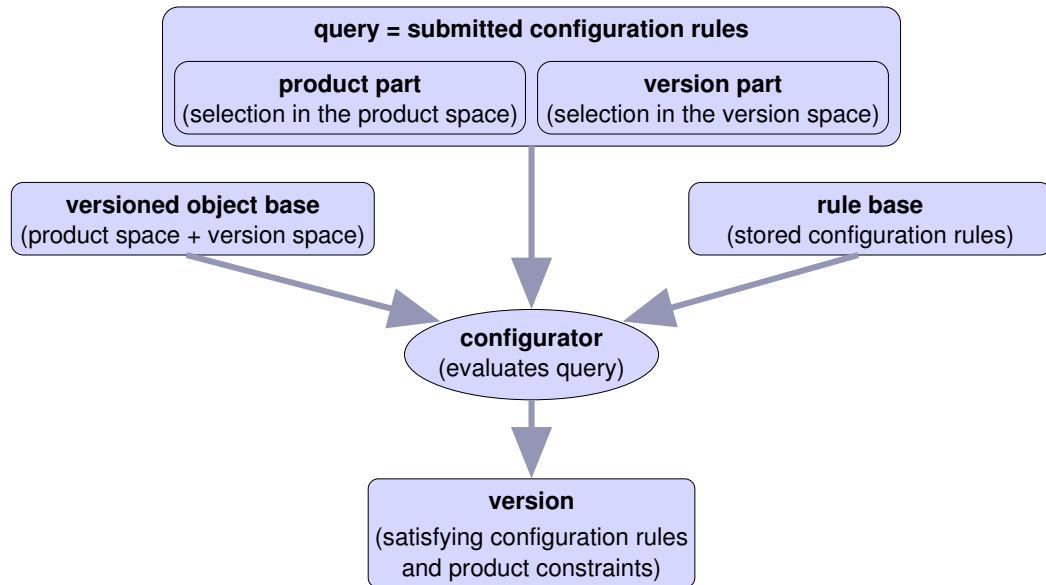 query = submitted configuration rules
product part
(selection in the product space)
version part
(selection in the version space)
versioned object base
(product space + version space)
rule base
(stored configuration rules)
configurator
(evaluates query)
version
(satisfying configuration rules
and product constraints)